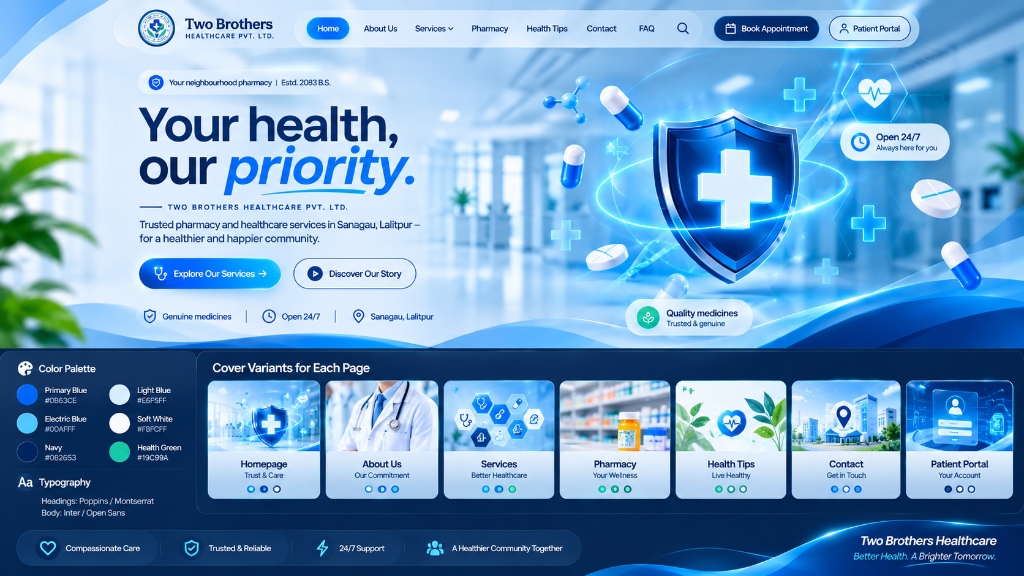 Two Brothers
HEALTHCARE PVT. LTD.
Home
About Us
Services
Pharmacy
Health Tips
Contact
FAQ
Book Appointment
Patient Portal
Your neighbourhood pharmacy | Estd. 2083 B.S.
Your health,
our priority.
TWO BROTHERS HEALTHCARE PVT. LTD.
Trusted pharmacy and healthcare services in Sanagau, Lalitpur –
for a healthier and happier community.
Explore Our Services →
Discover Our Story
Genuine medicines
Open 24/7
Sanagau, Lalitpur
Open 24/7
Always here for you
Quality medicines
Trusted & genuine
Color Palette
Primary Blue
#0B63CE
Light Blue
#E6F5FF
Electric Blue
#00AFFF
Soft White
#FBFCFF
Navy
#082653
Health Green
#19C99A
Aa Typography
Headings: Poppins / Montserrat
Body: Inter / Open Sans
Cover Variants for Each Page
Homepage
Trust & Care
About Us
Our Commitment
Services
Better Healthcare
Pharmacy
Your Wellness
Health Tips
Live Healthy
Contact
Get in Touch
Patient Portal
Your Account
Compassionate Care
Trusted & Reliable
24/7 Support
A Healthier Community Together
Two Brothers Healthcare
Better Health. A Brighter Tomorrow.